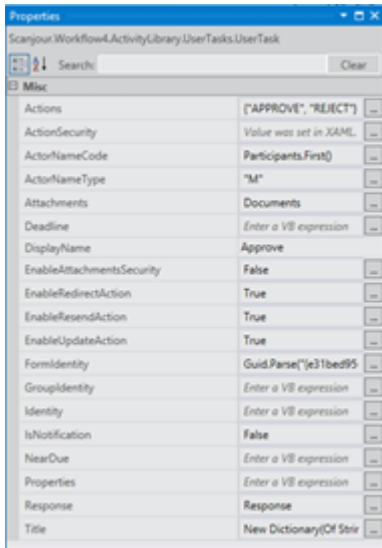 Properties
Scanjour.Workflow4.ActivityLibrary.UserTasks.UserTask
Search: Clear
Misc
Actions {"APPROVE", "REJECT"} ...
ActionSecurity Value was set in XAML. ...
ActorNameCode Participants.First() ...
ActorNameType "M" ...
Attachments Documents ...
Deadline Enter a VB expression ...
DisplayName Approve
EnableAttachmentsSecurity False ...
EnableRedirectAction True ...
EnableResendAction True ...
EnableUpdateAction True ...
FormIdentity Guid.Parse("{e31bed95 ...
GroupIdentity Enter a VB expression ...
Identity Enter a VB expression ...
IsNotification False ...
NearDue Enter a VB expression ...
Properties Enter a VB expression ...
Response Response ...
Title New Dictionary(Of Strin ...